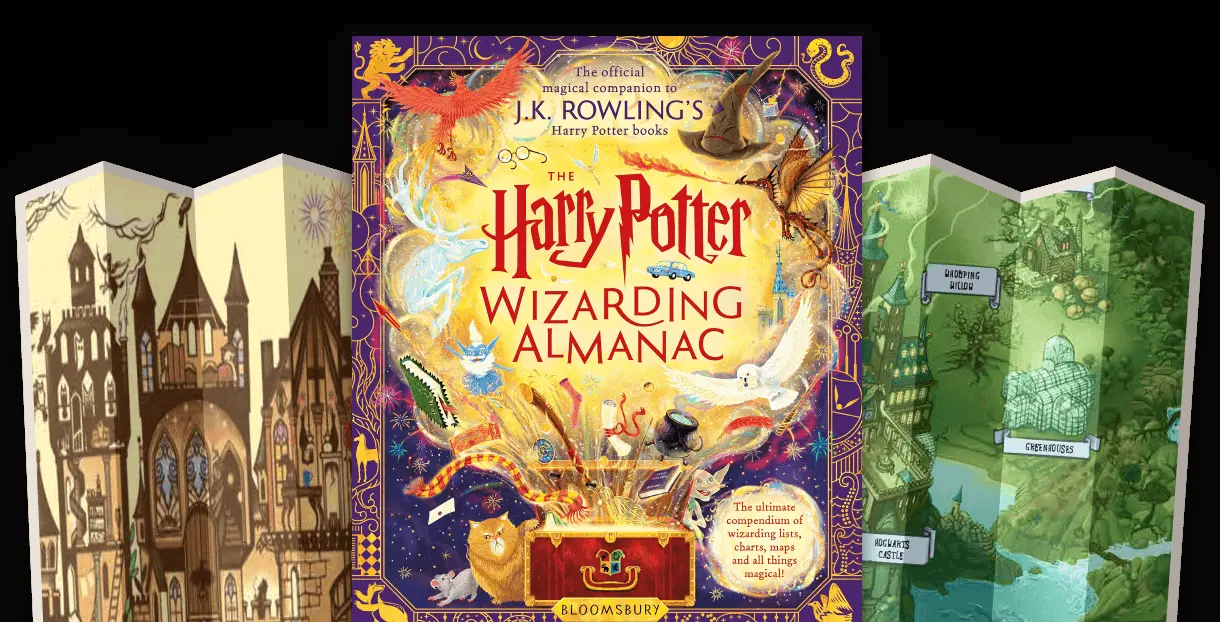 The official
magical companion to
J.K. ROWLING'S
Harry Potter books
THE
Harry Potter
WIZARDING
ALMANAC
The ultimate
compendium of
wizarding lists,
charts, maps
and all things
magical!
BLOOMSBURY
WHOMPING
WILLOW
GREENHOUSES
HOGWARTS
CASTLE